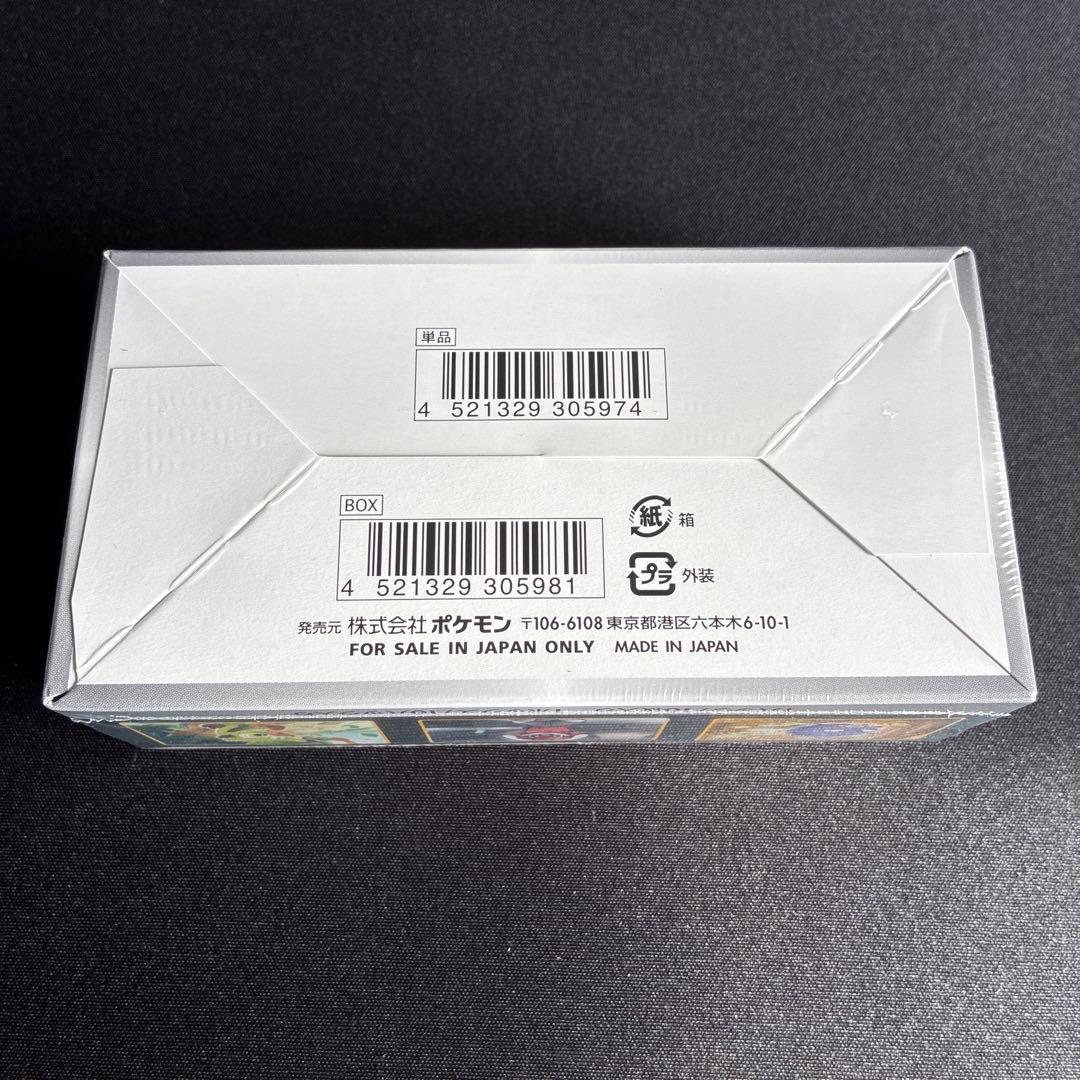 単品
4 521329 305974
BOX
4 521329 305981
紙 箱
プラ 外装
発売元 株式会社 ポケモン 〒106-6108 東京都港区六本木6-10-1
FOR SALE IN JAPAN ONLY MADE IN JAPAN